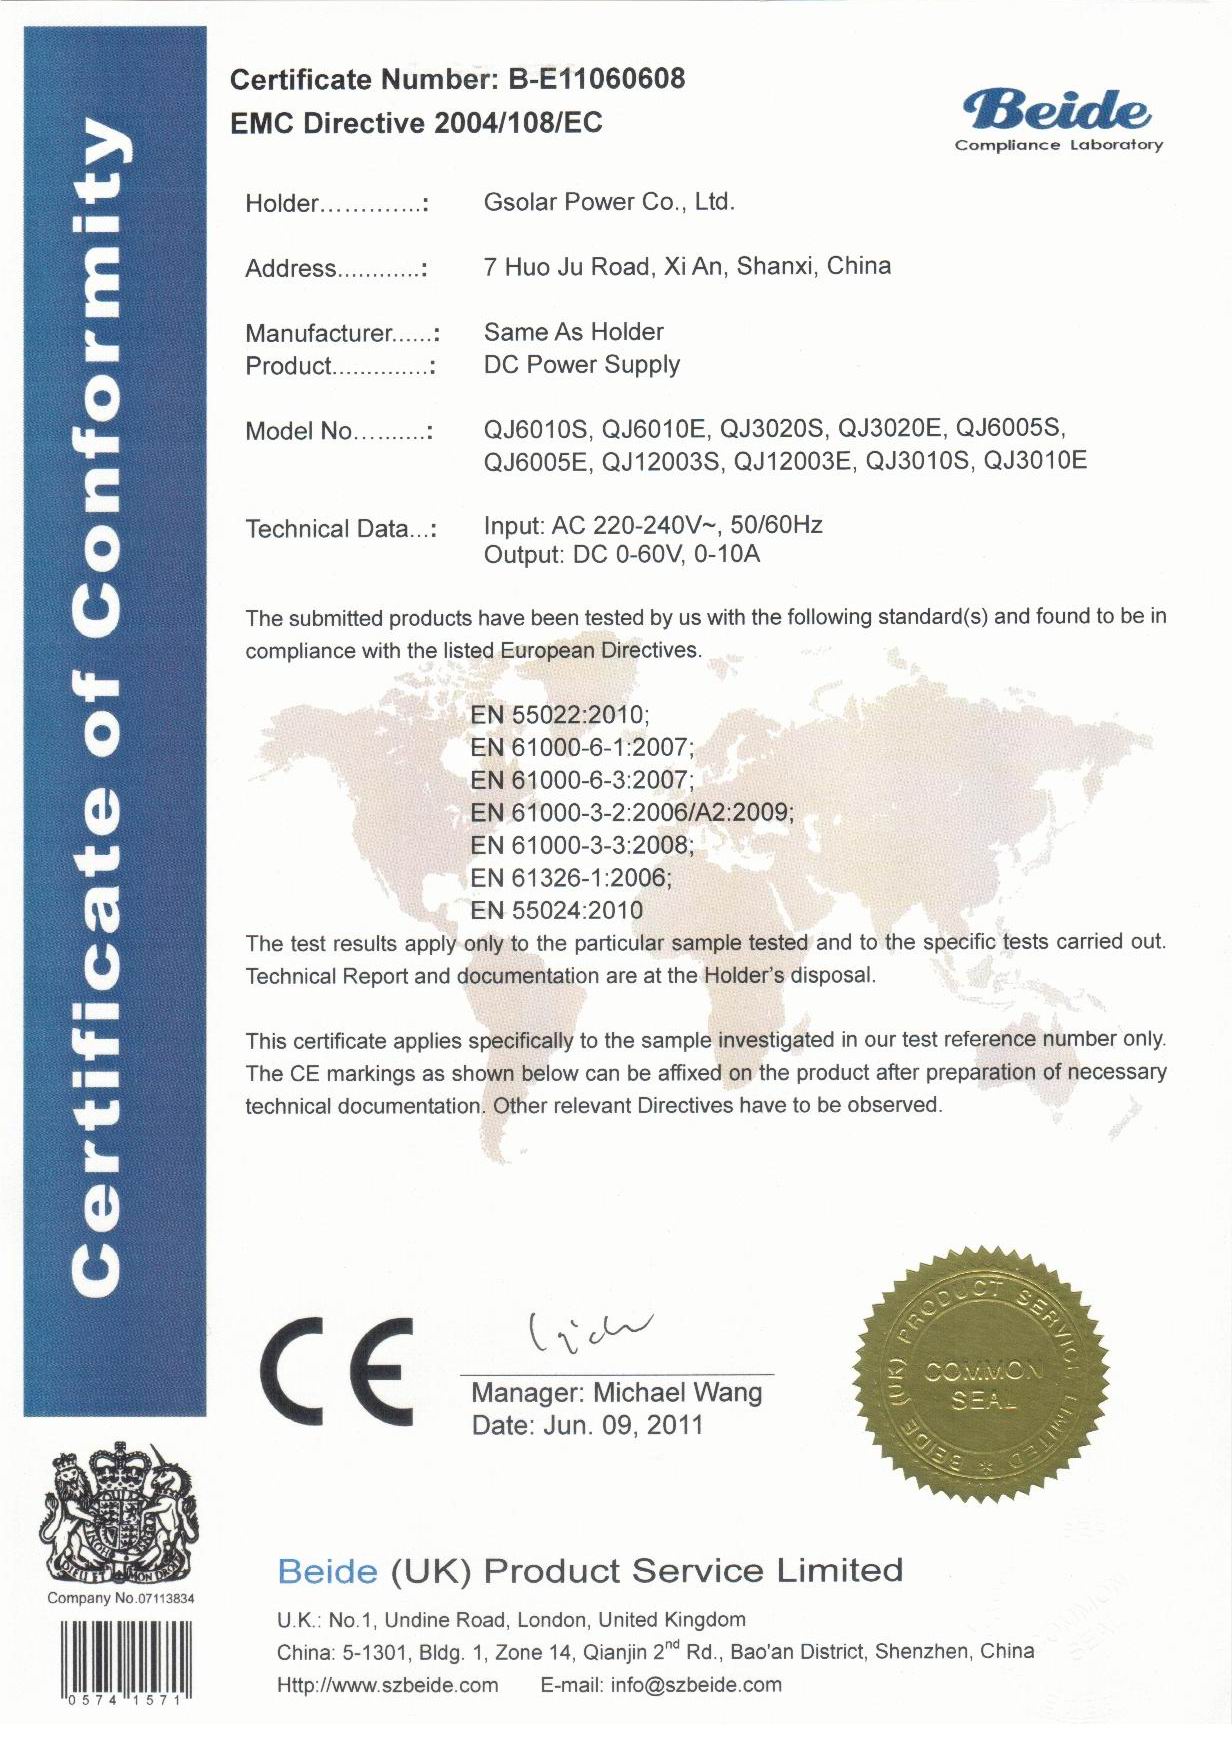 Certificate of Conformity
Certificate Number: B-E11060608
EMC Directive 2004/108/EC
Beide
Compliance Laboratory
Holder.............: Gsolar Power Co., Ltd.
Address............: 7 Huo Ju Road, Xi An, Shanxi, China
Manufacturer......: Same As Holder
Product..............: DC Power Supply
Model No..........: QJ6010S, QJ6010E, QJ3020S, QJ3020E, QJ6005S,
QJ6005E, QJ12003S, QJ12003E, QJ3010S, QJ3010E
Technical Data...: Input: AC 220-240V~, 50/60Hz
Output: DC 0-60V, 0-10A
The submitted products have been tested by us with the following standard(s) and found to be in
compliance with the listed European Directives.
EN 55022:2010;
EN 61000-6-1:2007;
EN 61000-6-3:2007;
EN 61000-3-2:2006/A2:2009;
EN 61000-3-3:2008;
EN 61326-1:2006;
EN 55024:2010
The test results apply only to the particular sample tested and to the specific tests carried out.
Technical Report and documentation are at the Holder's disposal.
This certificate applies specifically to the sample investigated in our test reference number only.
The CE markings as shown below can be affixed on the product after preparation of necessary
technical documentation. Other relevant Directives have to be observed.
CE
Manager: Michael Wang
Date: Jun. 09, 2011
BEIDE (UK) PRODUCT SERVICE LIMITED *
COMMON
SEAL
DIEU ET MON DROIT
Company No.07113834
0574 1571
Beide (UK) Product Service Limited
U.K.: No.1, Undine Road, London, United Kingdom
China: 5-1301, Bldg. 1, Zone 14, Qianjin 2nd Rd., Bao'an District, Shenzhen, China
Http://www.szbeide.com E-mail: info@szbeide.com